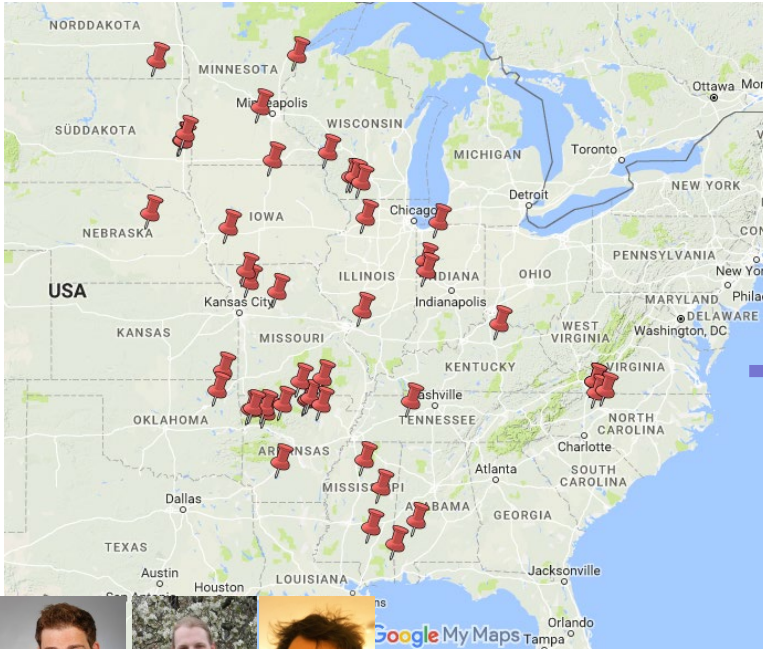 NORDDAKOTA
MINNESOTA
Minneapolis
Ottawa
SÜDDAKOTA
WISCONSIN
Toronto
MICHIGAN
NEW YORK
Detroit
Chicago
IOWA
NEBRASKA
PENNSYLVANIA
ILLINOIS
INDIANA
OHIO
USA
Indianapolis
MARYLAND
Kansas City
DELAWARE
WEST
VIRGINIA
Washington, DC
KANSAS
MISSOURI
KENTUCKY
VIRGINIA
Nashville
OKLAHOMA
TENNESSEE
NORTH
CAROLINA
Charlotte
ARKANSAS
Atlanta
SOUTH
CAROLINA
MISSISSIPPI
Dallas
ALABAMA
GEORGIA
TEXAS
Jacksonville
Austin
Houston
LOUISIANA
Orlando
Google My Maps
Tampa